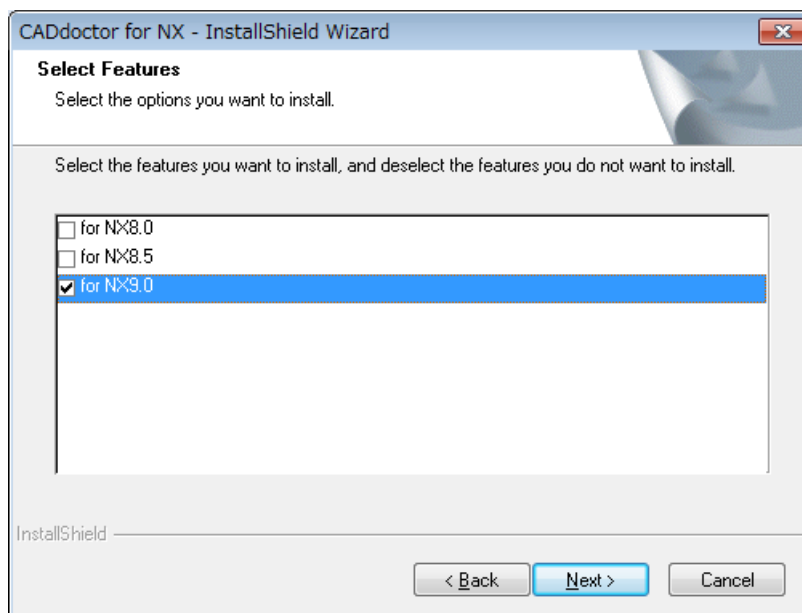 CADdoctor for NX - InstallShield Wizard
Select Features
Select the options you want to install.
Select the features you want to install, and deselect the features you do not want to install.
for NX8.0
for NX8.5
for NX9.0
InstallShield
< Back
Next >
Cancel